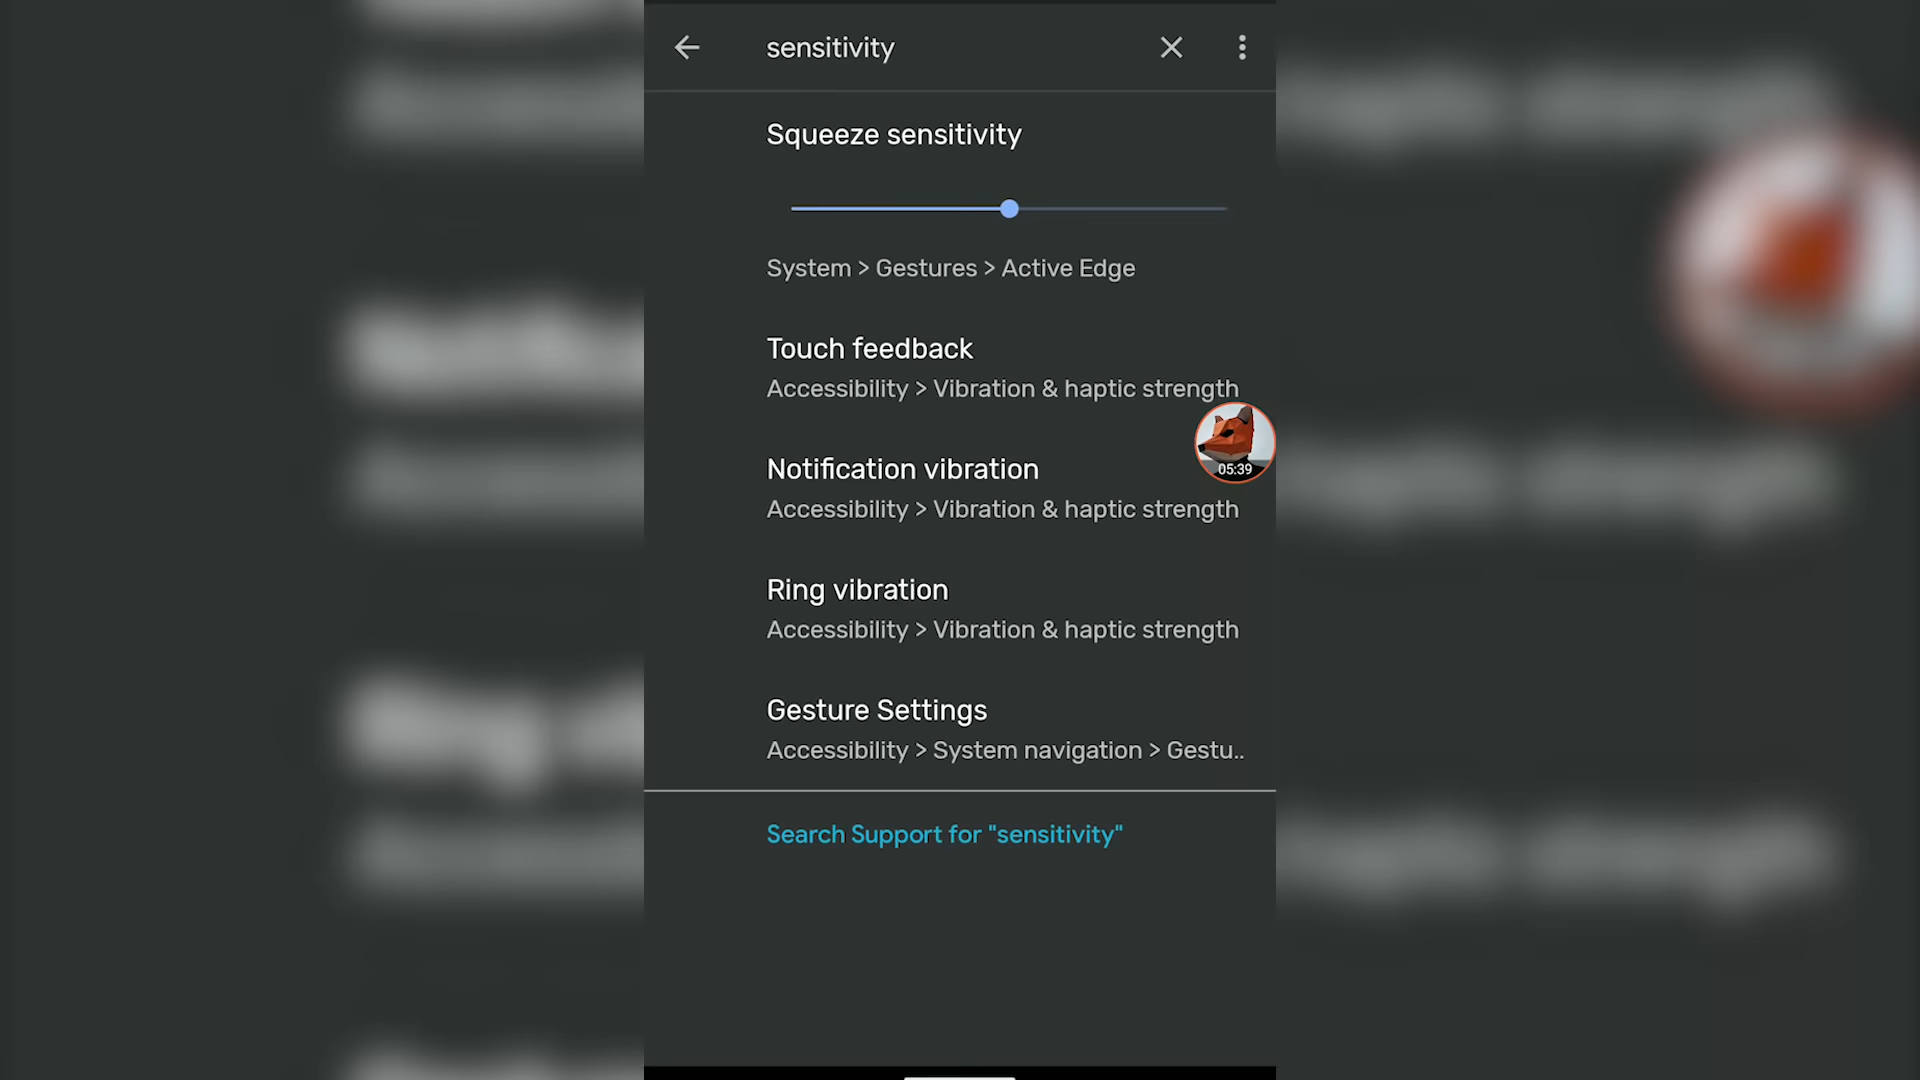 sensitivity
Squeeze sensitivity
System > Gestures > Active Edge
Touch feedback
Accessibility > Vibration & haptic strength
05:39
Notification vibration
Accessibility > Vibration & haptic strength
Ring vibration
Accessibility > Vibration & haptic strength
Gesture Settings
Accessibility > System navigation > Gestu..
Search Support for "sensitivity"